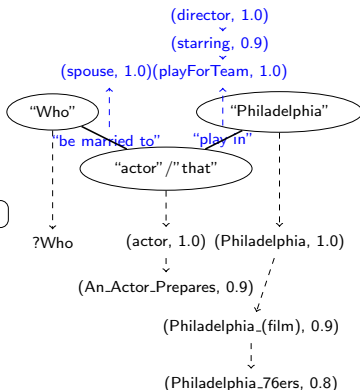 (director, 1.0)
(starring, 0.9)
(spouse, 1.0)(playForTeam, 1.0)
“Who”
“Philadelphia”
“be married to”
“play in”
“actor”/”that”
?Who
(actor, 1.0)
(Philadelphia, 1.0)
(An_Actor_Prepares, 0.9)
(Philadelphia_(film), 0.9)
(Philadelphia_76ers, 0.8)